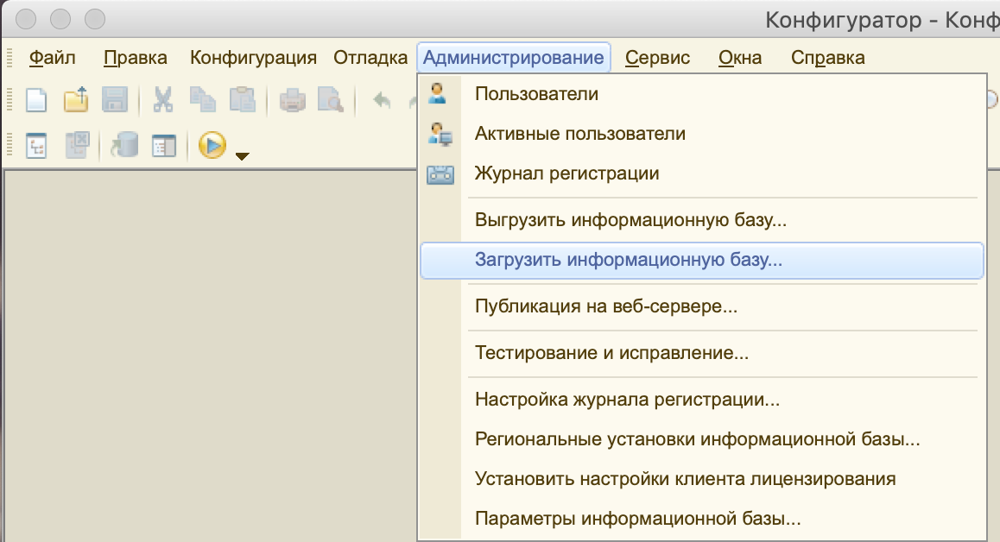 Конфигуратор - Конф
Файл Правка Конфигурация Отладка Администрирование Сервис Окна Справка
Пользователи
Активные пользователи
Журнал регистрации
Выгрузить информационную базу...
Загрузить информационную базу...
Публикация на веб-сервере...
Тестирование и исправление...
Настройка журнала регистрации...
Региональные установки информационной базы...
Установить настройки клиента лицензирования
Параметры информационной базы...